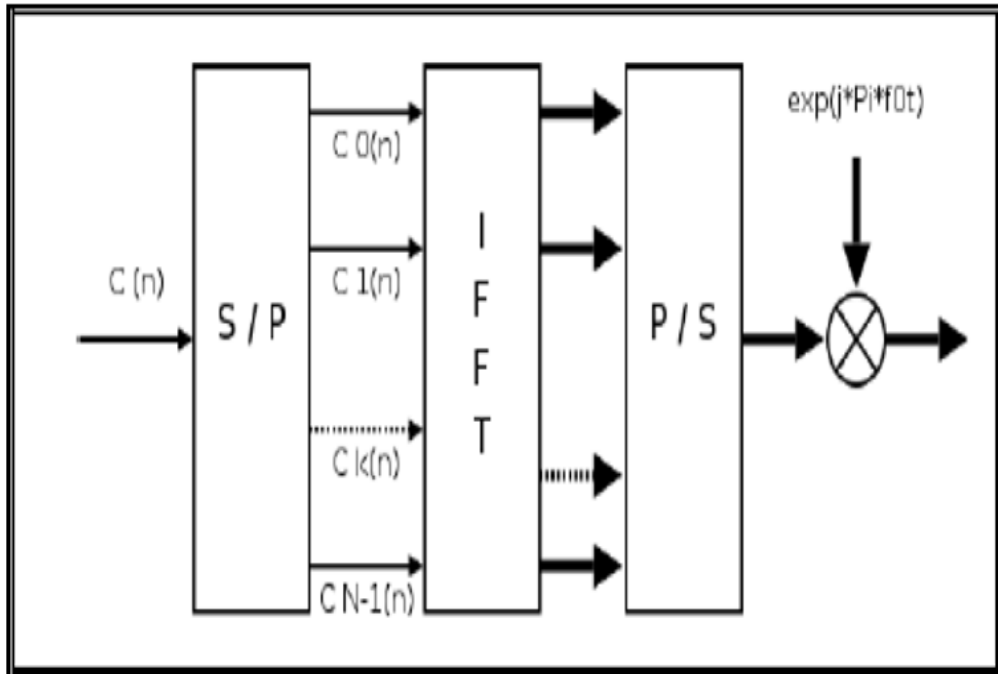 exp(j*Pi*f0t)
C 0(n)
C (n)
C 1(n)
S / P
I
F
F
T
P / S
C k(n)
C N-1(n)